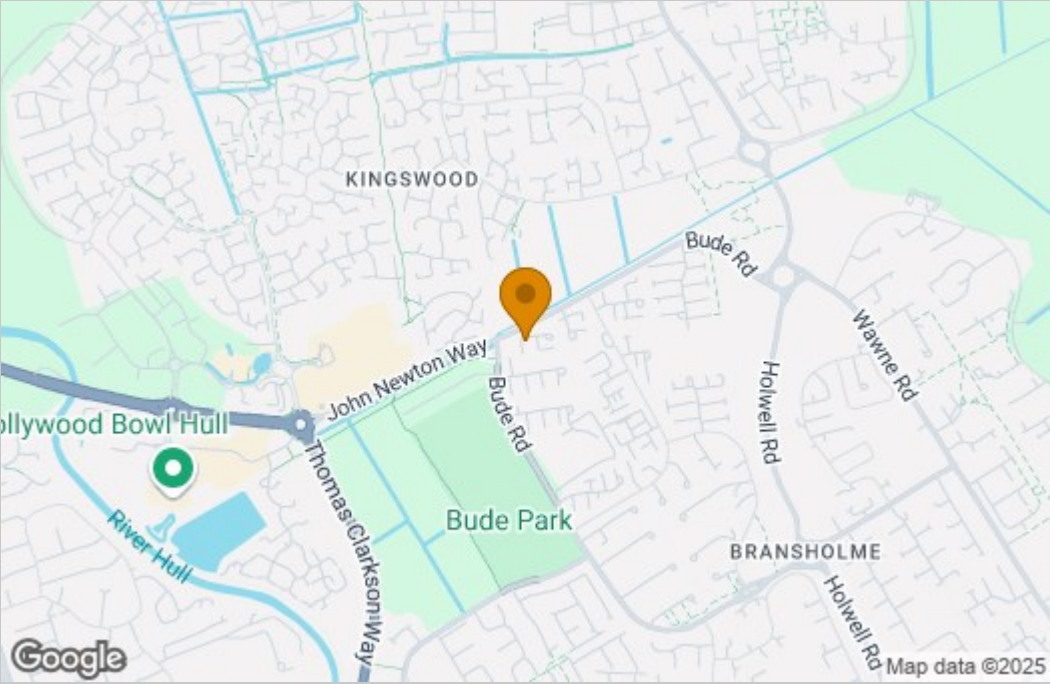 KINGSWOOD
Bude Rd
John Newton Way
Wawne Rd
Bude Rd
Holwell Rd
ollywood Bowl Hull
Thomas Clarkson Way
Bude Park
River Hull
BRANSHOLME
Holwell Rd
Google
Map data ©2025